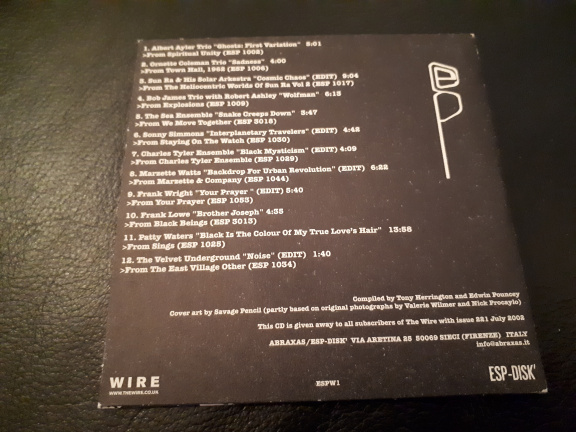 1. Albert Ayler Trio "Ghosts: First Variation" 5:01
>From Spiritual Unity (ESP 1002)
2. Ornette Coleman Trio "Sadness" 4:00
>From Town Hall, 1962 (ESP 1006)
3. Sun Ra & His Solar Arkestra "Cosmic Chaos" (EDIT) 9:04
>From The Heliocentric Worlds Of Sun Ra Vol 2 (ESP 1017)
4. Bob James Trio with Robert Ashley "Wolfman" 6:13
>From Explosions (ESP 1009)
5. The Sea Ensemble "Snake Creeps Down" 3:47
>From We Move Together (ESP 3018)
6. Sonny Simmons "Interplanetary Travelers" (EDIT) 4:48
>From Staying On The Watch (ESP 1030)
7. Charles Tyler Ensemble "Black Mysticism" (EDIT) 4:09
>From Charles Tyler Ensemble (ESP 1029)
8. Marzette Watts "Backdrop For Urban Revolution" (EDIT) 6:22
>From Marzette & Company (ESP 1044)
9. Frank Wright "Your Prayer " (EDIT) 5:40
>From Your Prayer (ESP 1053)
10. Frank Lowe "Brother Joseph" 4:35
>From Black Beings (ESP 3013)
11. Patty Waters "Black Is The Colour Of My True Love's Hair" 13:58
>From Sings (ESP 1025)
12. The Velvet Underground "Noise" (EDIT) 1:40
>From The East Village Other (ESP 1034)
Compiled by Tony Herrington and Edwin Pouncey
Cover art by Savage Pencil (partly based on original photographs by Valerie Wilmer and Nick Procaylo)
This CD is given away to all subscribers of The Wire with issue 221 July 2002
ABRAXAS/ESP-DISK' VIA ARETINA 25 50069 SIECI (FIRENZE) ITALY
info@abraxas.it
WIRE
WWW.THEWIRE.CO.UK
ESPW1
ESP-DISK'